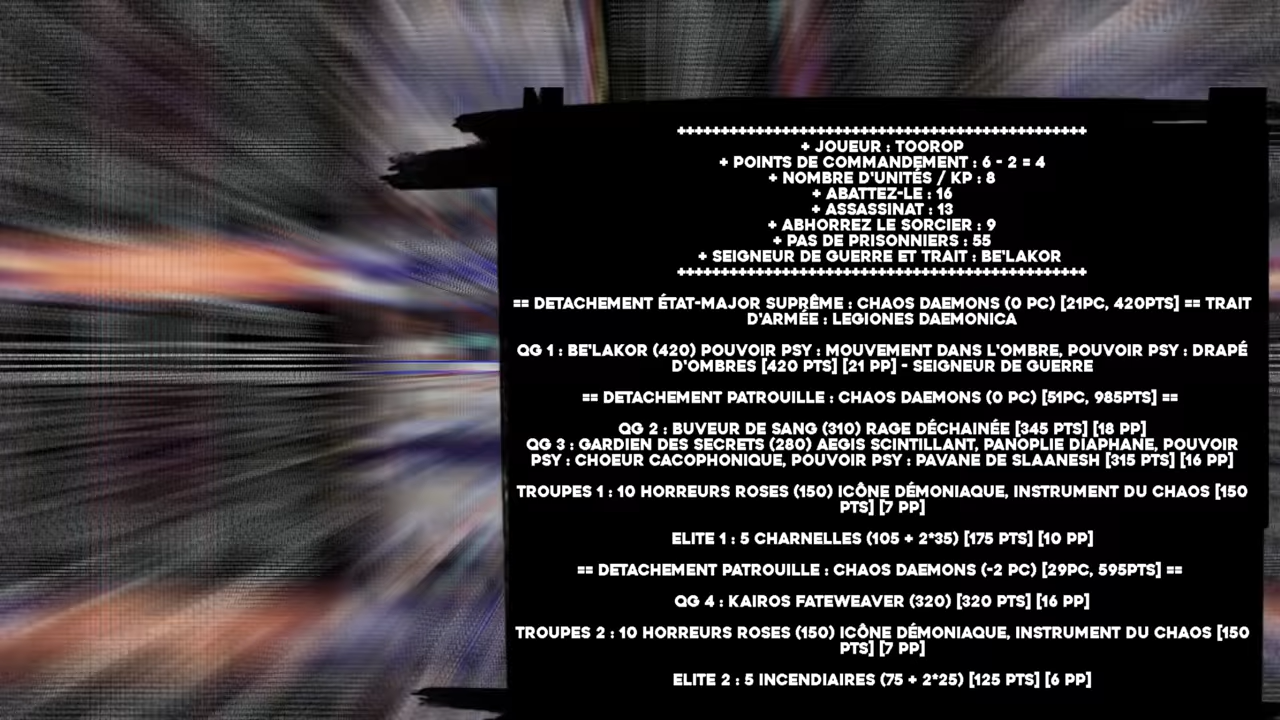 +++++++++++++++++++++++++++++++++++++++++++++++
+ JOUEUR : TOOROP
+ POINTS DE COMMANDEMENT : 6 - 2 = 4
+ NOMBRE D'UNITÉS / KP : 8
+ ABATTEZ-LE : 16
+ ASSASSINAT : 13
+ ABHORREZ LE SORCIER : 9
+ PAS DE PRISONNIERS : 55
+ SEIGNEUR DE GUERRE ET TRAIT : BE'LAKOR
+++++++++++++++++++++++++++++++++++++++++++++++
== DETACHEMENT ÉTAT-MAJOR SUPRÊME : CHAOS DAEMONS (0 PC) [21PC, 420PTS] == TRAIT
D'ARMÉE : LEGIONES DAEMONICA
QG 1 : BE'LAKOR (420) POUVOIR PSY : MOUVEMENT DANS L'OMBRE, POUVOIR PSY : DRAPÉ
D'OMBRES [420 PTS] [21 PP] - SEIGNEUR DE GUERRE
== DETACHEMENT PATROUILLE : CHAOS DAEMONS (0 PC) [51PC, 985PTS] ==
QG 2 : BUVEUR DE SANG (310) RAGE DÉCHAINÉE [345 PTS] [18 PP]
QG 3 : GARDIEN DES SECRETS (280) AEGIS SCINTILLANT, PANOPLIE DIAPHANE, POUVOIR
PSY : CHOEUR CACOPHONIQUE, POUVOIR PSY : PAVANE DE SLAANESH [315 PTS] [16 PP]
TROUPES 1 : 10 HORREURS ROSES (150) ICÔNE DÉMONIAQUE, INSTRUMENT DU CHAOS [150
PTS] [7 PP]
ELITE 1 : 5 CHARNELLES (105 + 2*35) [175 PTS] [10 PP]
== DETACHEMENT PATROUILLE : CHAOS DAEMONS (-2 PC) [29PC, 595PTS] ==
QG 4 : KAIROS FATEWEAVER (320) [320 PTS] [16 PP]
TROUPES 2 : 10 HORREURS ROSES (150) ICÔNE DÉMONIAQUE, INSTRUMENT DU CHAOS [150
PTS] [7 PP]
ELITE 2 : 5 INCENDIAIRES (75 + 2*25) [125 PTS] [6 PP]